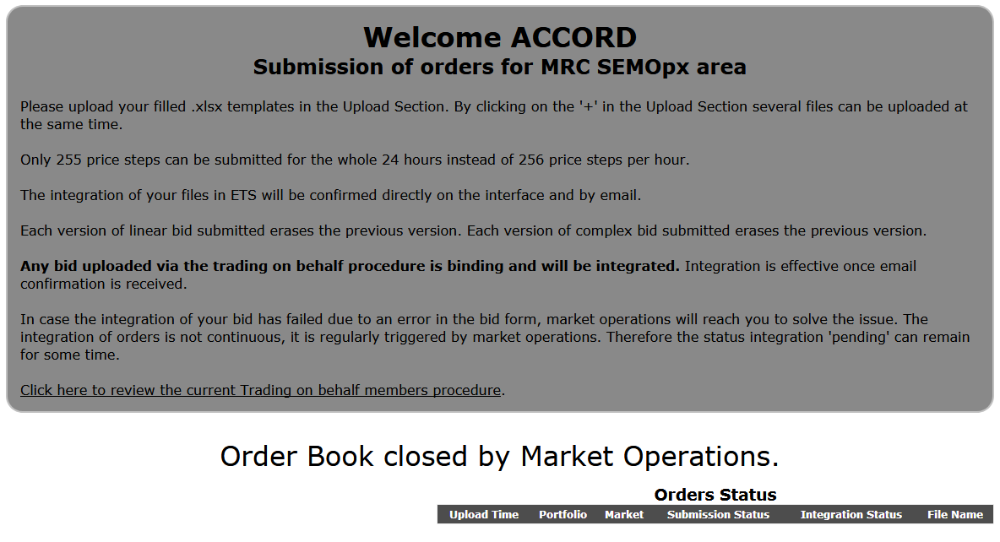 Welcome ACCORD
Submission of orders for MRC SEMOpx area
Please upload your filled .xlsx templates in the Upload Section. By clicking on the '+' in the Upload Section several files can be uploaded at
the same time.
Only 255 price steps can be submitted for the whole 24 hours instead of 256 price steps per hour.
The integration of your files in ETS will be confirmed directly on the interface and by email.
Each version of linear bid submitted erases the previous version. Each version of complex bid submitted erases the previous version.
Any bid uploaded via the trading on behalf procedure is binding and will be integrated. Integration is effective once email
confirmation is received.
In case the integration of your bid has failed due to an error in the bid form, market operations will reach you to solve the issue. The
integration of orders is not continuous, it is regularly triggered by market operations. Therefore the status integration 'pending' can remain
for some time.
Click here to review the current Trading on behalf members procedure.
Order Book closed by Market Operations.
Orders Status
Upload Time Portfolio Market Submission Status Integration Status File Name